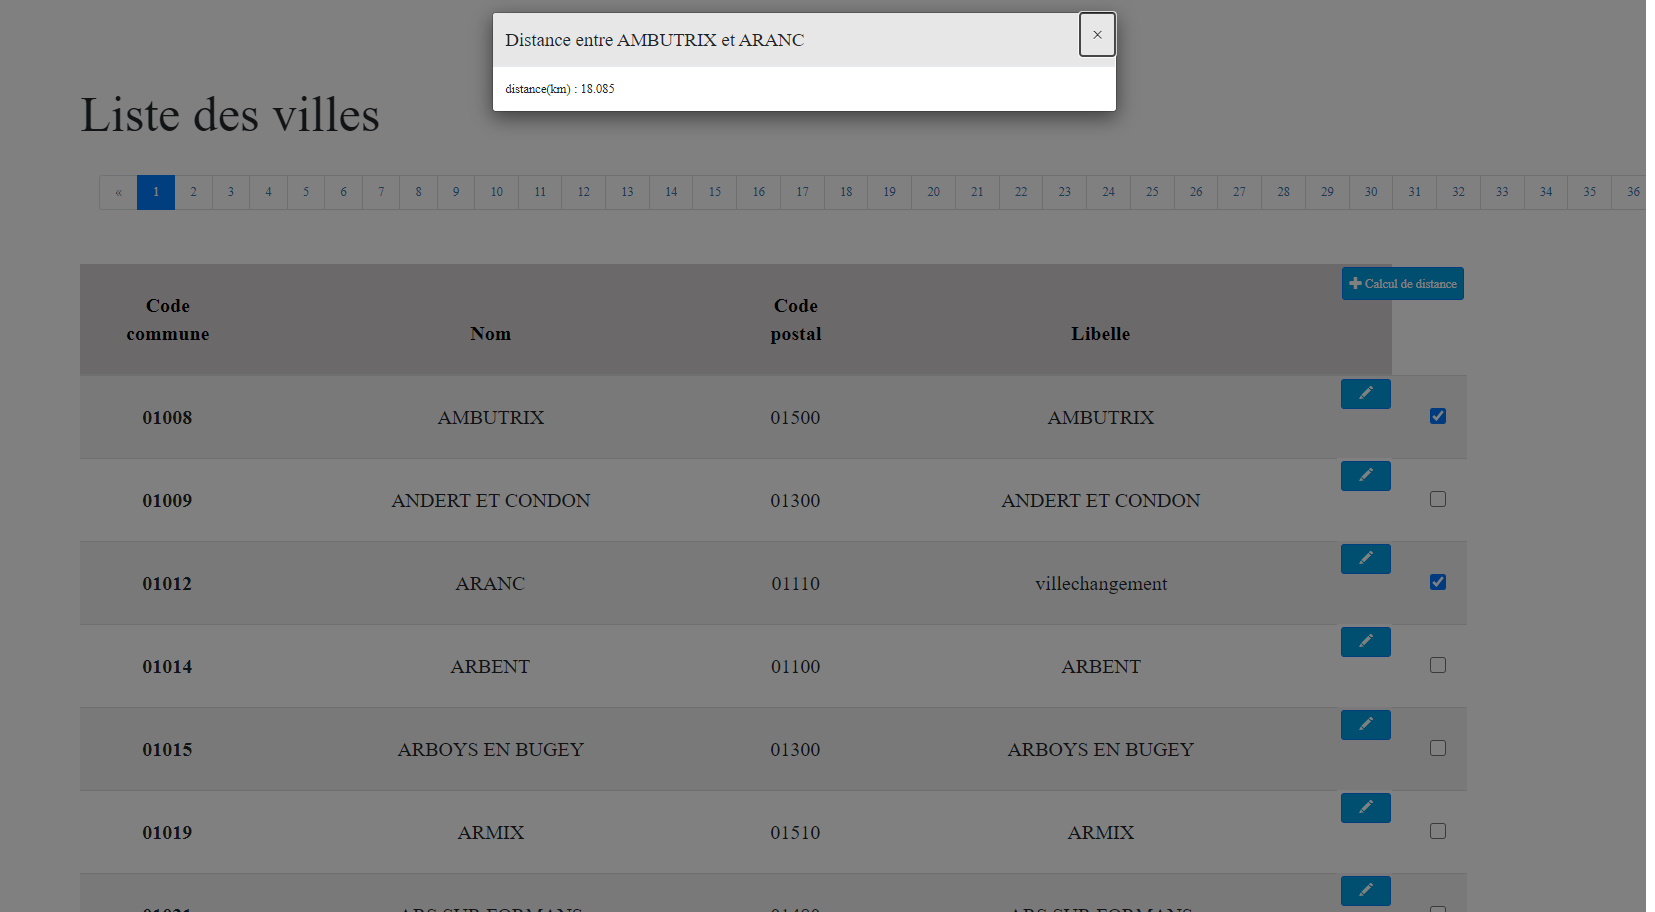 Distance entre AMBUTRIX et ARANC ×
distance(km) : 18.085
Liste des villes
« 1 2 3 4 5 6 7 8 9 10 11 12 13 14 15 16 17 18 19 20 21 22 23 24 25 26 27 28 29 30 31 32 33 34 35 36
Calcul de distance
Code commune Nom Code postal Libelle
01008 AMBUTRIX 01500 AMBUTRIX
01009 ANDERT ET CONDON 01300 ANDERT ET CONDON
01012 ARANC 01110 villechangement
01014 ARBENT 01100 ARBENT
01015 ARBOYS EN BUGEY 01300 ARBOYS EN BUGEY
01019 ARMIX 01510 ARMIX